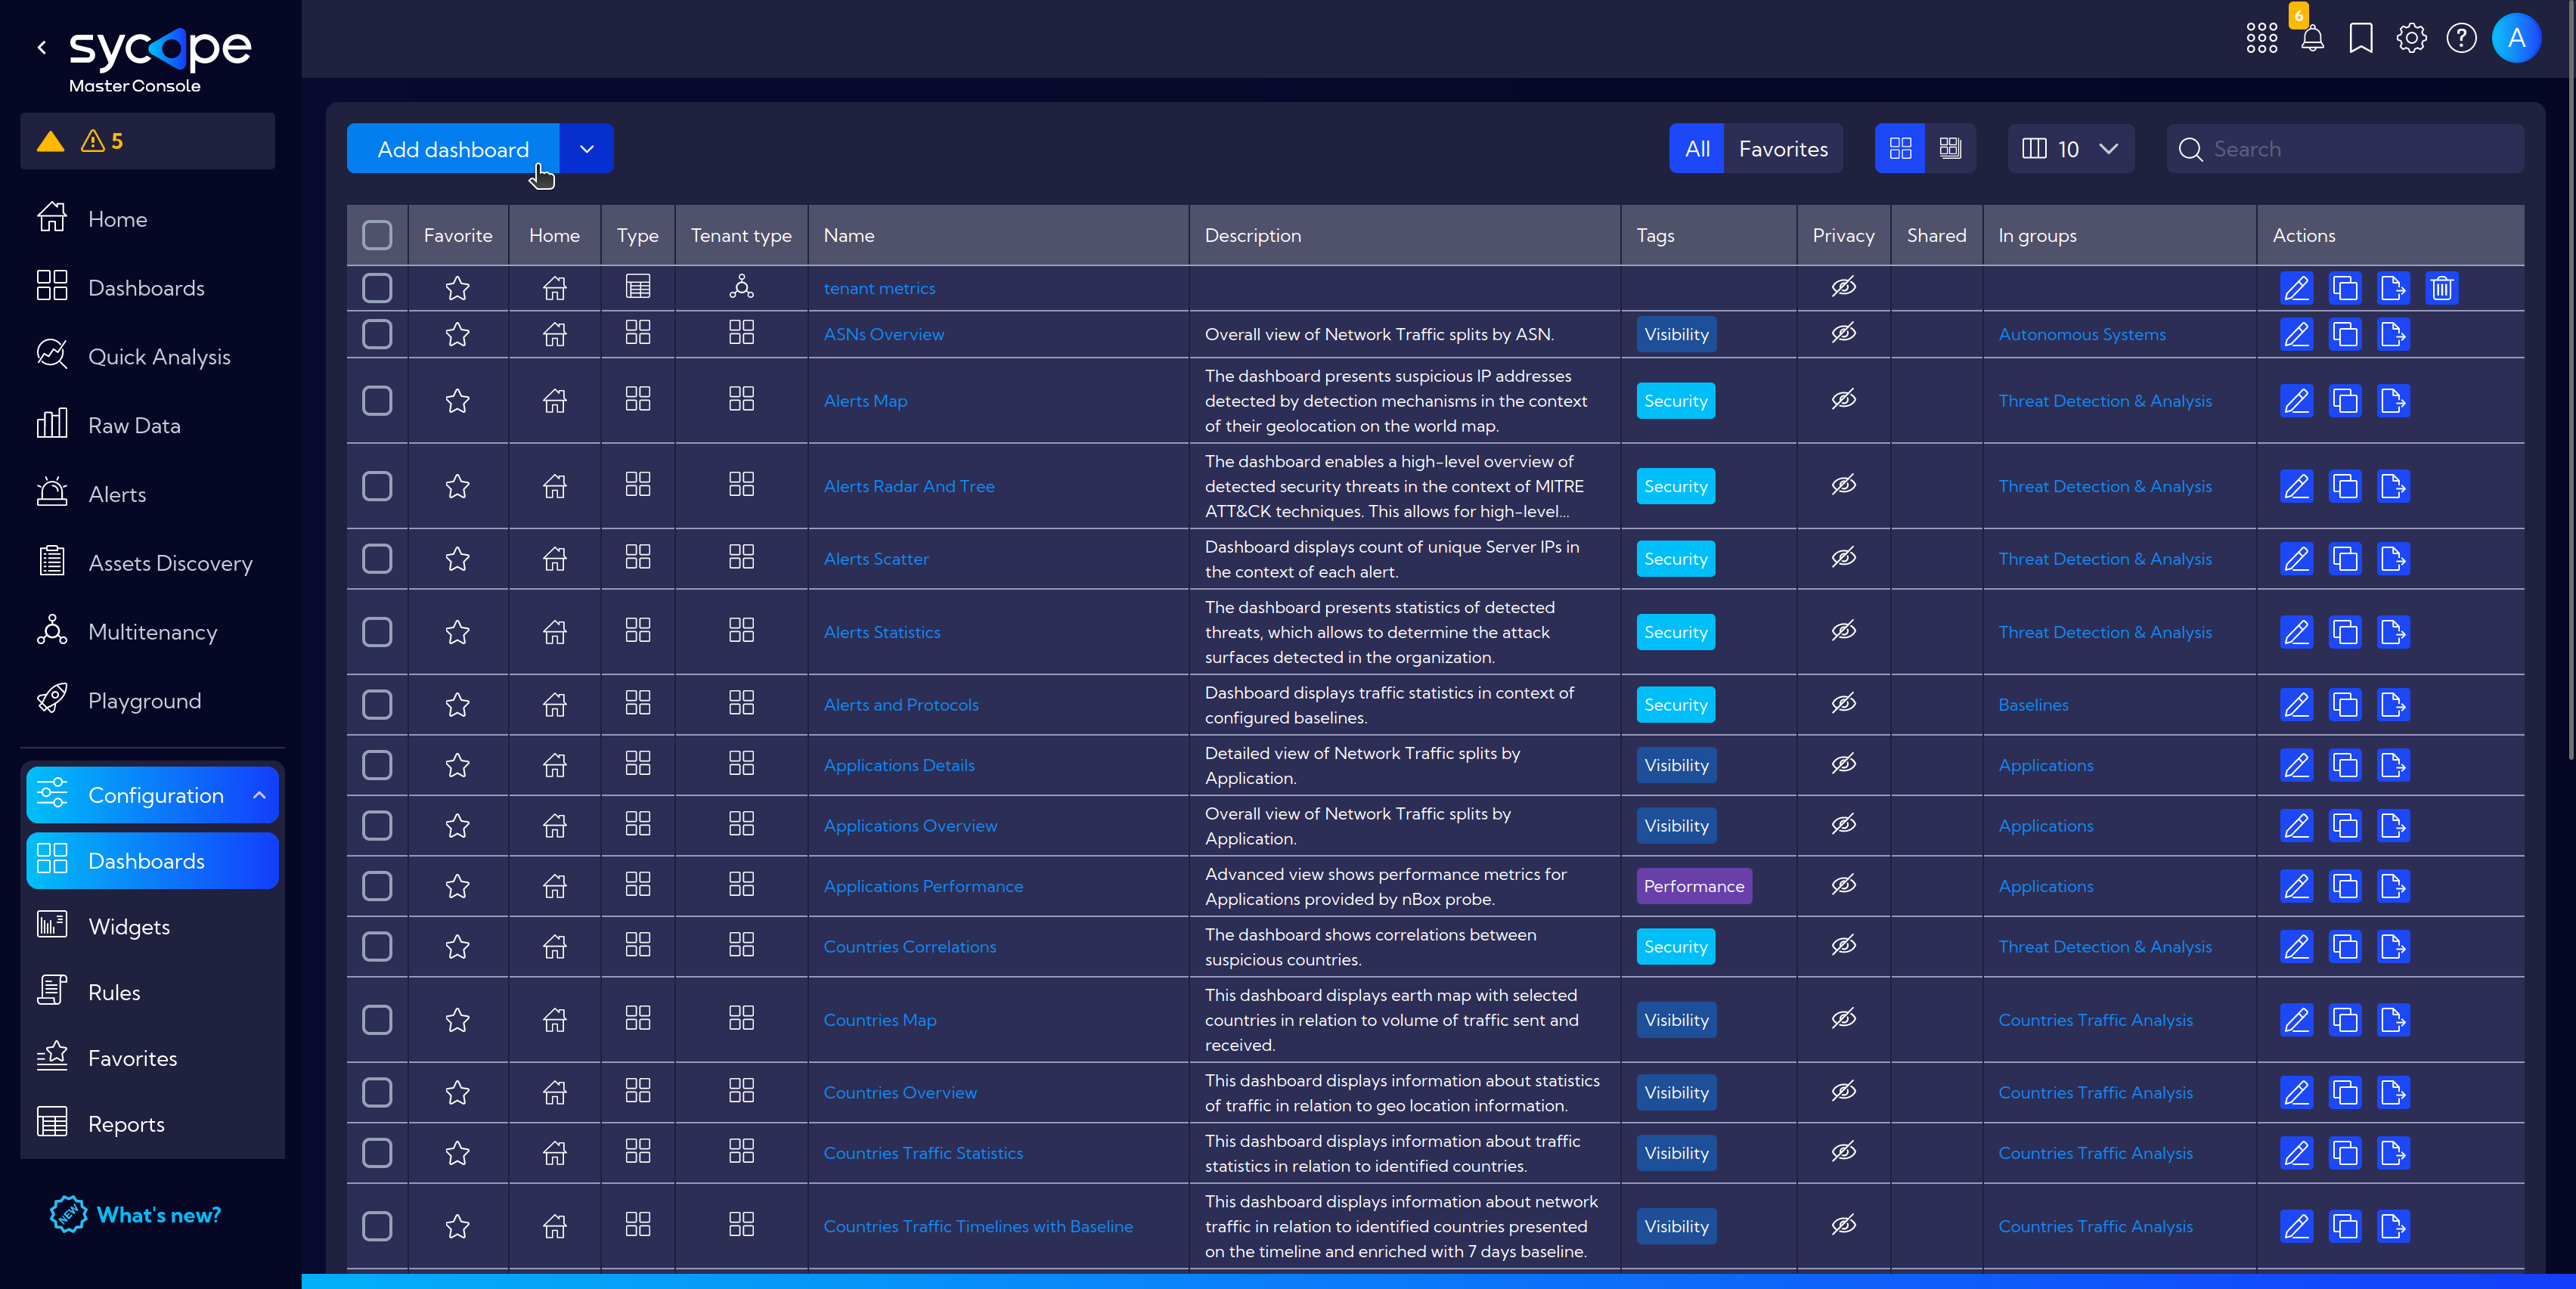 sycope
Master Console
5
Home
Dashboards
Quick Analysis
Raw Data
Alerts
Assets Discovery
Multitenancy
Playground
Configuration
Dashboards
Widgets
Rules
Favorites
Reports
NEW What's new?
6
A
Add dashboard
All Favorites
10
Search
Favorite Home Type Tenant type Name Description Tags Privacy Shared In groups Actions
tenant metrics
ASNs Overview Overall view of Network Traffic splits by ASN. Visibility Autonomous Systems
The dashboard presents suspicious IP addresses
Alerts Map detected by detection mechanisms in the context Security Threat Detection & Analysis
of their geolocation on the world map.
The dashboard enables a high-level overview of
Alerts Radar And Tree detected security threats in the context of MITRE Security Threat Detection & Analysis
ATT&CK techniques. This allows for high-level...
Dashboard displays count of unique Server IPs in
Alerts Scatter Security Threat Detection & Analysis
the context of each alert.
The dashboard presents statistics of detected
Alerts Statistics threats, which allows to determine the attack Security Threat Detection & Analysis
surfaces detected in the organization.
Dashboard displays traffic statistics in context of
Alerts and Protocols Security Baselines
configured baselines.
Detailed view of Network Traffic splits by
Applications Details Visibility Applications
Application.
Overall view of Network Traffic splits by
Applications Overview Visibility Applications
Application.
Advanced view shows performance metrics for
Applications Performance Performance Applications
Applications provided by nBox probe.
The dashboard shows correlations between
Countries Correlations Security Threat Detection & Analysis
suspicious countries.
This dashboard displays earth map with selected
Countries Map countries in relation to volume of traffic sent and Visibility Countries Traffic Analysis
received.
This dashboard displays information about statistics
Countries Overview Visibility Countries Traffic Analysis
of traffic in relation to geo location information.
This dashboard displays information about traffic
Countries Traffic Statistics Visibility Countries Traffic Analysis
statistics in relation to identified countries.
This dashboard displays information about network
Countries Traffic Timelines with Baseline traffic in relation to identified countries presented Visibility Countries Traffic Analysis
on the timeline and enriched with 7 days baseline.